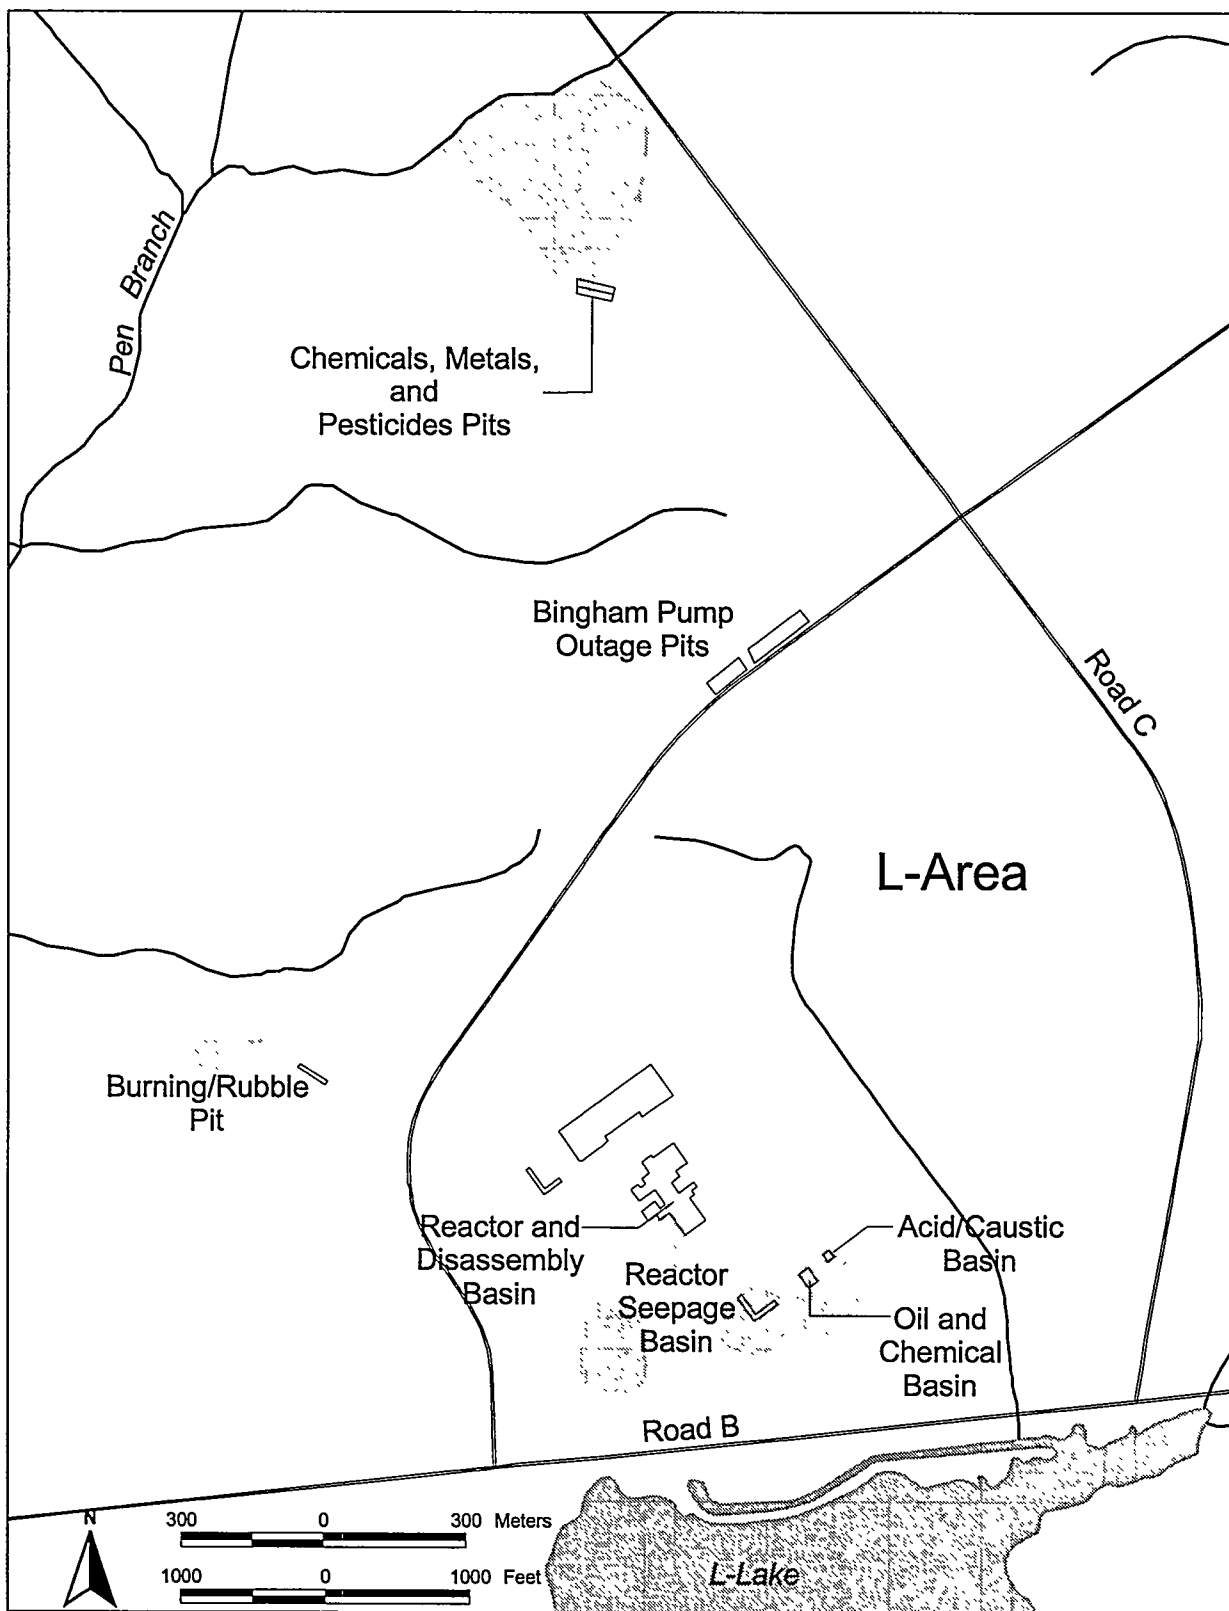 Pen Branch
Chemicals, Metals,
and
Pesticides Pits
Bingham Pump
Outage Pits
Road C
L-Area
Burning/Rubble
Pit
Reactor and
Disassembly
Basin
Reactor
Seepage
Basin
Acid/Caustic
Basin
Oil and
Chemical
Basin
Road B
N
300 0 300 Meters
1000 0 1000 Feet
L-Lake